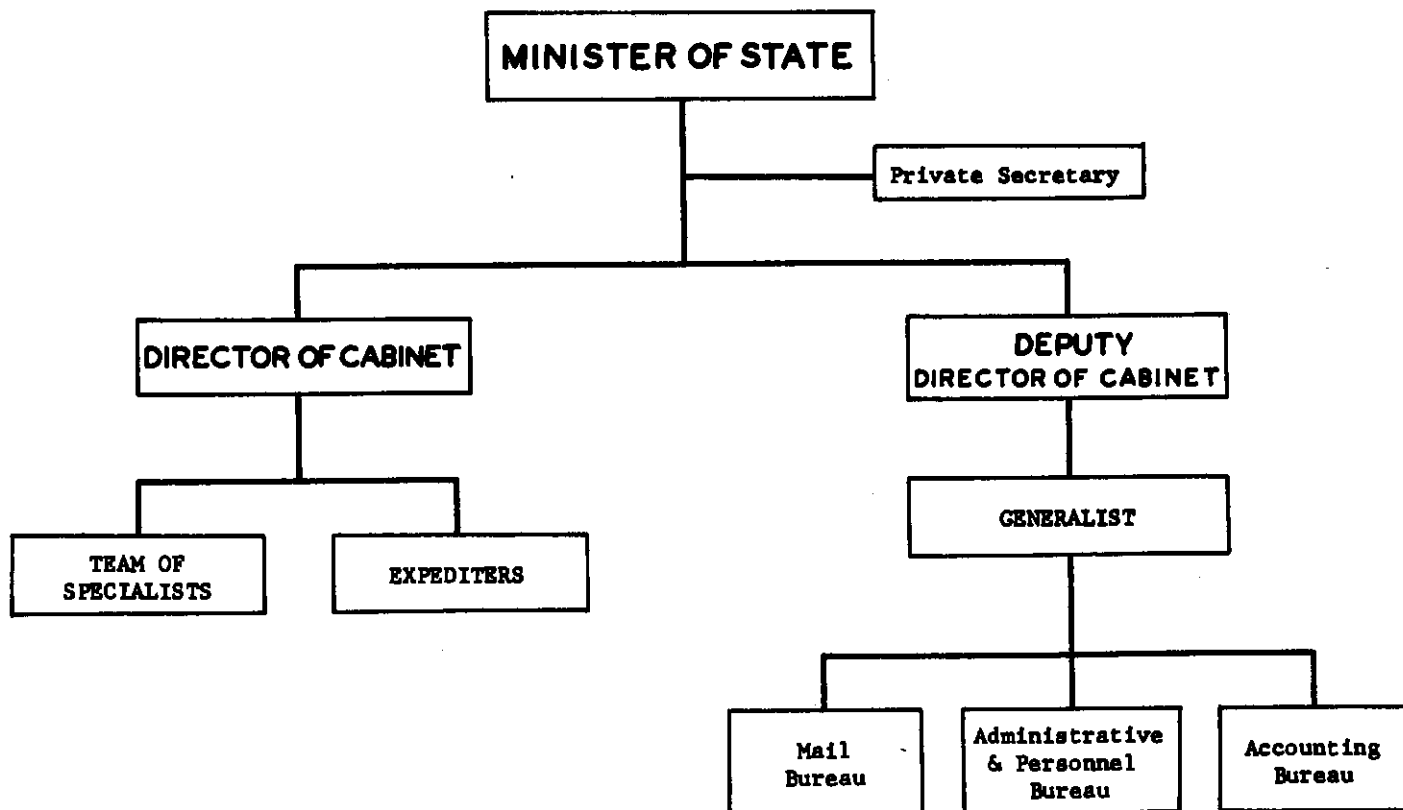 MINISTER OF STATE
Private Secretary
DIRECTOR OF CABINET
DEPUTY
DIRECTOR OF CABINET
TEAM OF
SPECIALISTS
EXPEDITERS
GENERALIST
Mail
Bureau
Administrative
& Personnel
Bureau
Accounting
Bureau